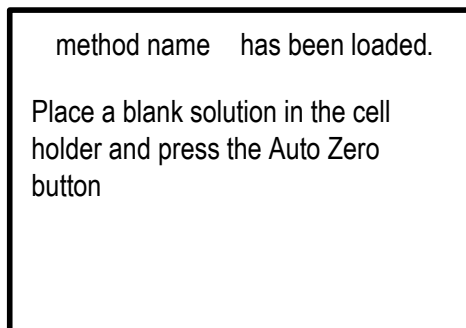 method name has been loaded.
Place a blank solution in the cell
holder and press the Auto Zero
button